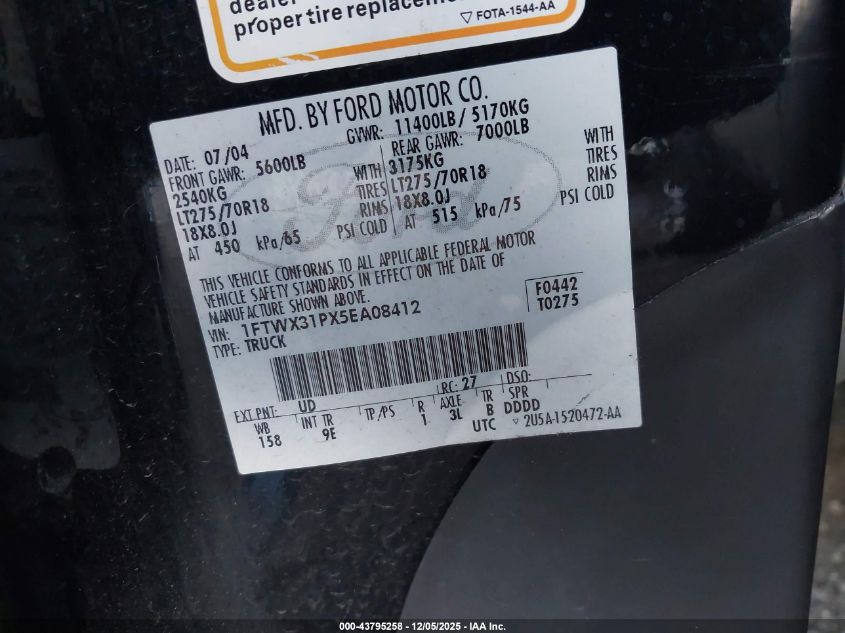 dealer
proper tire replacement
▽ FOTA-1544-AA
MFD. BY FORD MOTOR CO.
DATE: 07/04 GVWR: 11400LB/ 5170KG
FRONT GAWR: 5600LB REAR GAWR: 7000LB
2540KG WITH 3175KG WITH
LT275/70R18 TIRES LT275/70R18 TIRES
18X8.0J RIMS 18X8.0J RIMS
AT 450 kPa/65 PSI COLD AT 515 kPa/75 PSI COLD
THIS VEHICLE CONFORMS TO ALL APPLICABLE FEDERAL MOTOR
VEHICLE SAFETY STANDARDS IN EFFECT ON THE DATE OF
MANUFACTURE SHOWN ABOVE.
VIN: 1FTWX31PX5EA08412
TYPE: TRUCK
F0442
T0275
EXT PNT: UD RC: 27 DSO:
WB INT TR TP/PS R AXLE TR SPR
158 9E 1 3L B DDDD
UTC ▽ 2U5A-1520472-AA
Ford
000-43795258 - 12/05/2025 - IAA Inc.